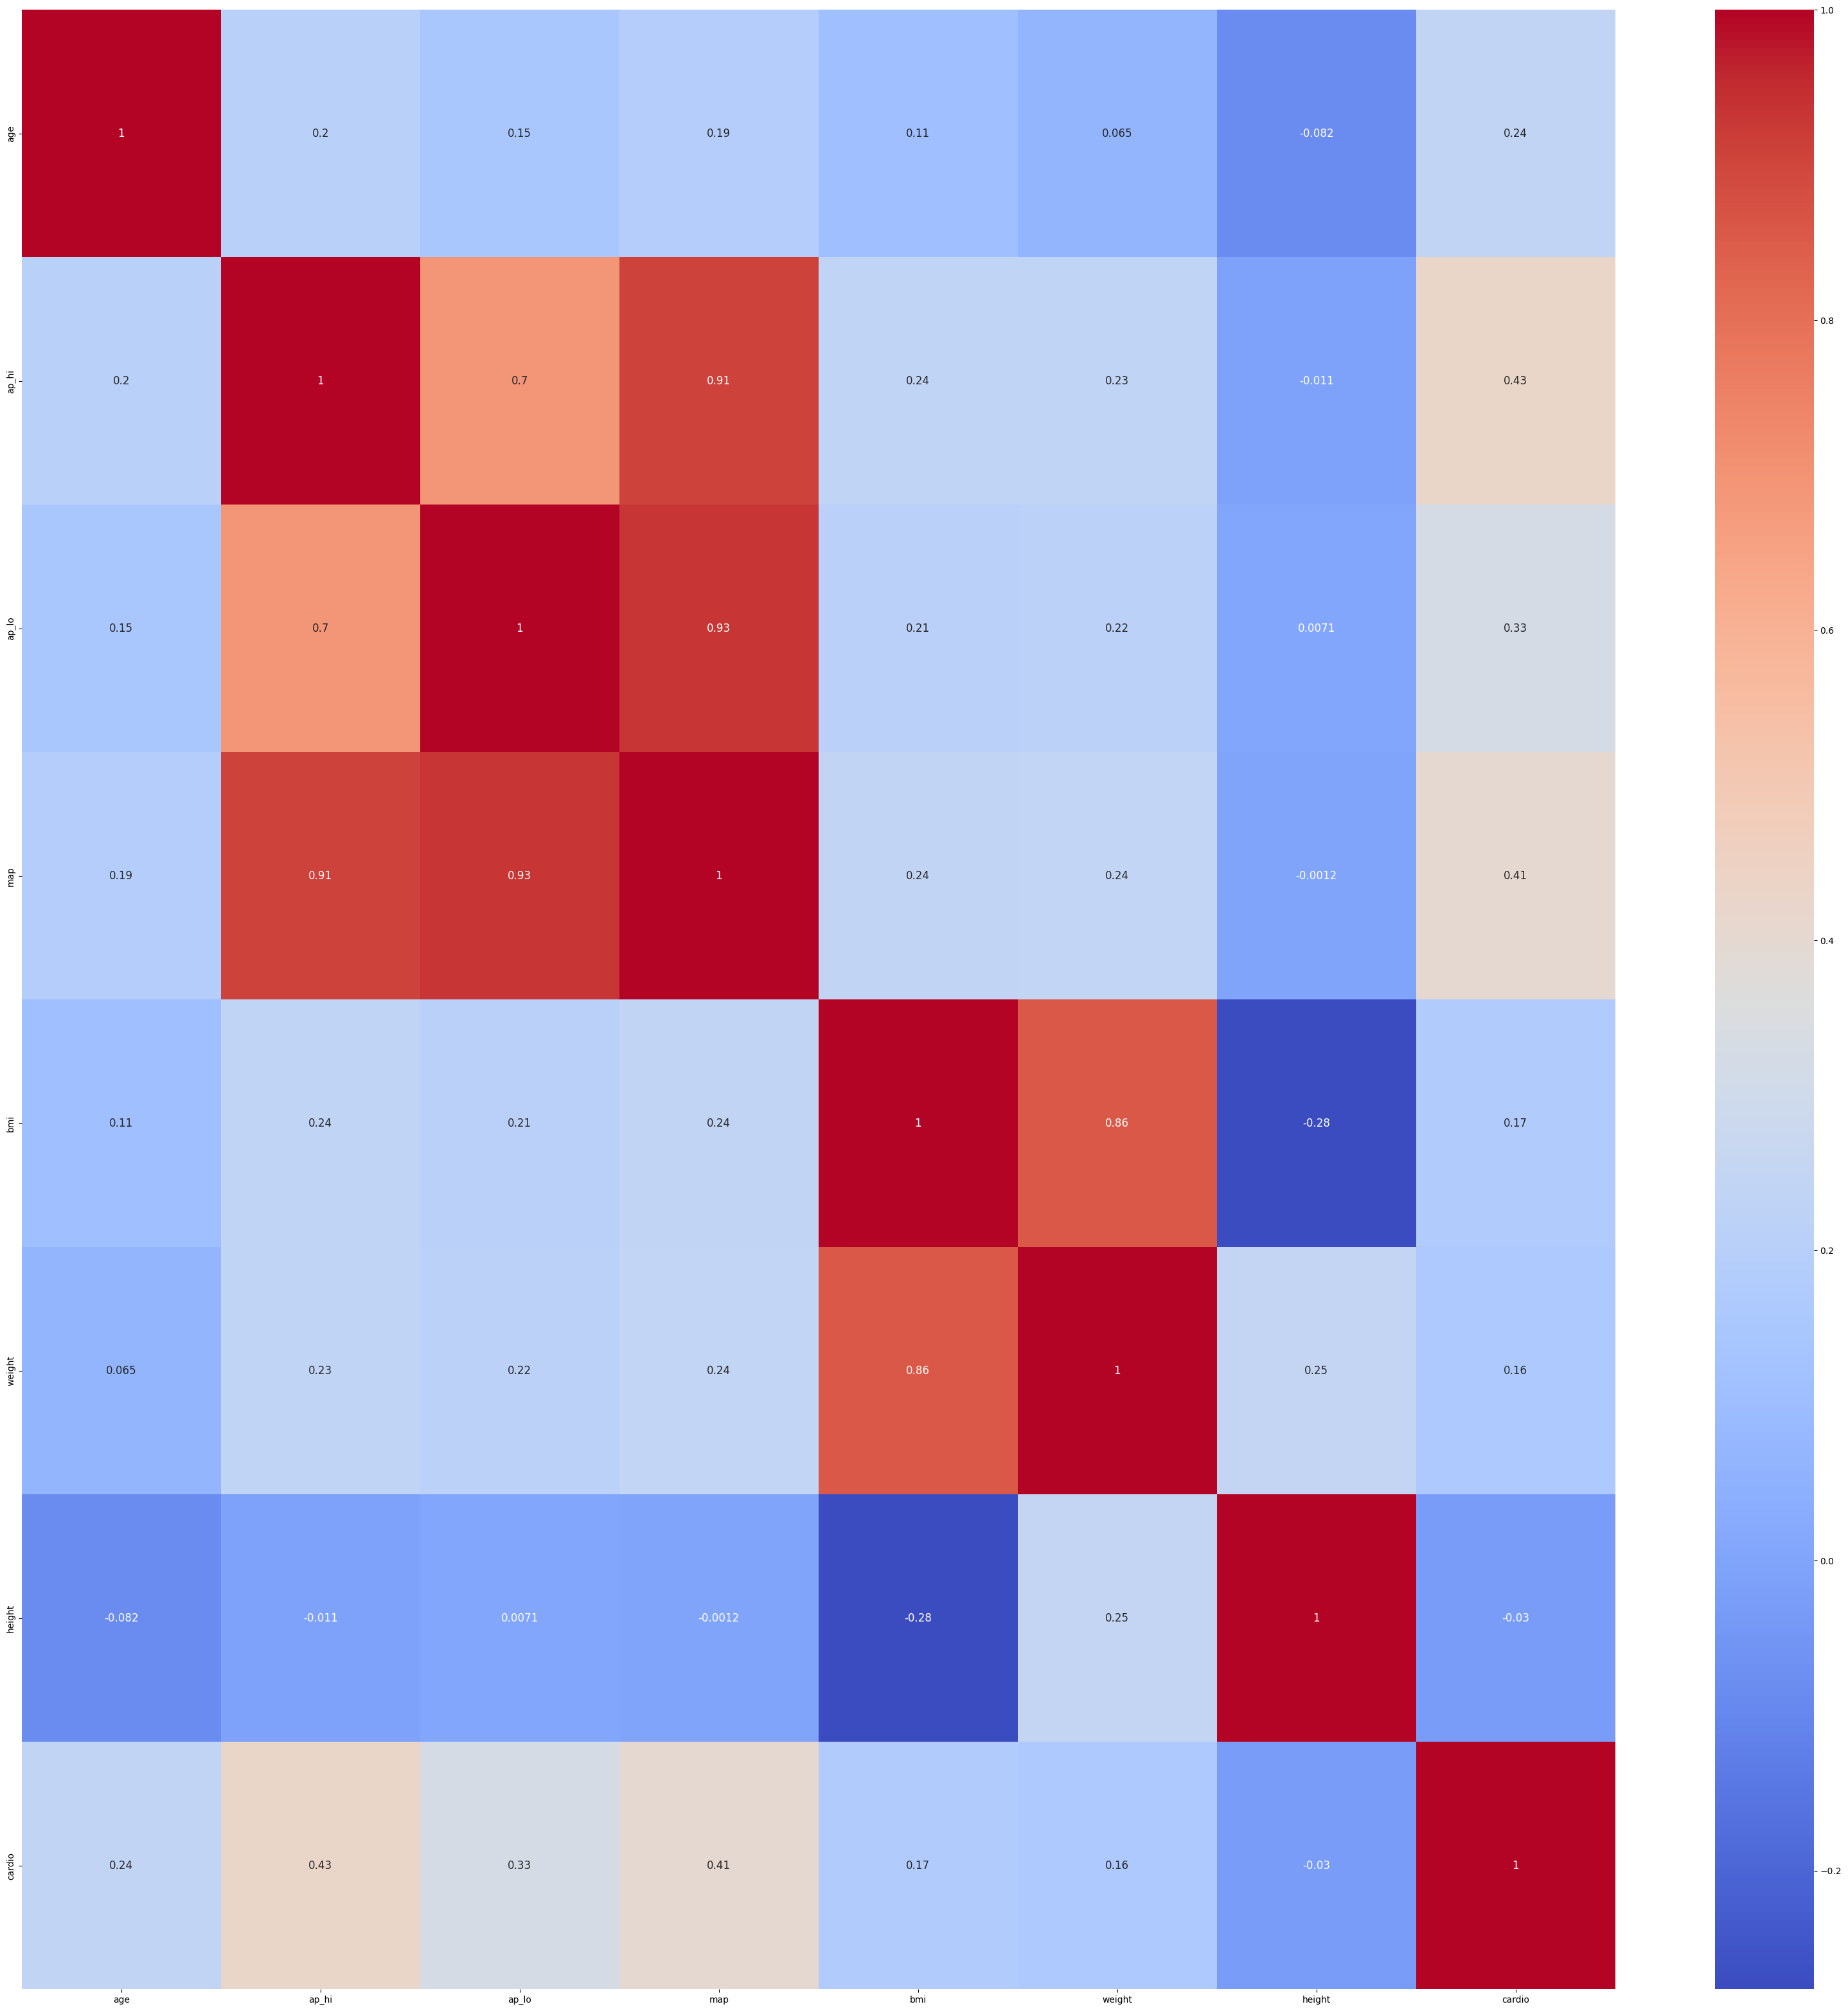 age 1 0.2 0.15 0.19 0.11 0.065 -0.082 0.24
ap_hi 0.2 1 0.7 0.91 0.24 0.23 -0.011 0.43
ap_lo 0.15 0.7 1 0.93 0.21 0.22 0.0071 0.33
map 0.19 0.91 0.93 1 0.24 0.24 -0.0012 0.41
bmi 0.11 0.24 0.21 0.24 1 0.86 -0.28 0.17
weight 0.065 0.23 0.22 0.24 0.86 1 0.25 0.16
height -0.082 -0.011 0.0071 -0.0012 -0.28 0.25 1 -0.03
cardio 0.24 0.43 0.33 0.41 0.17 0.16 -0.03 1
age ap_hi ap_lo map bmi weight height cardio
1.0
0.8
0.6
0.4
0.2
0.0
−0.2